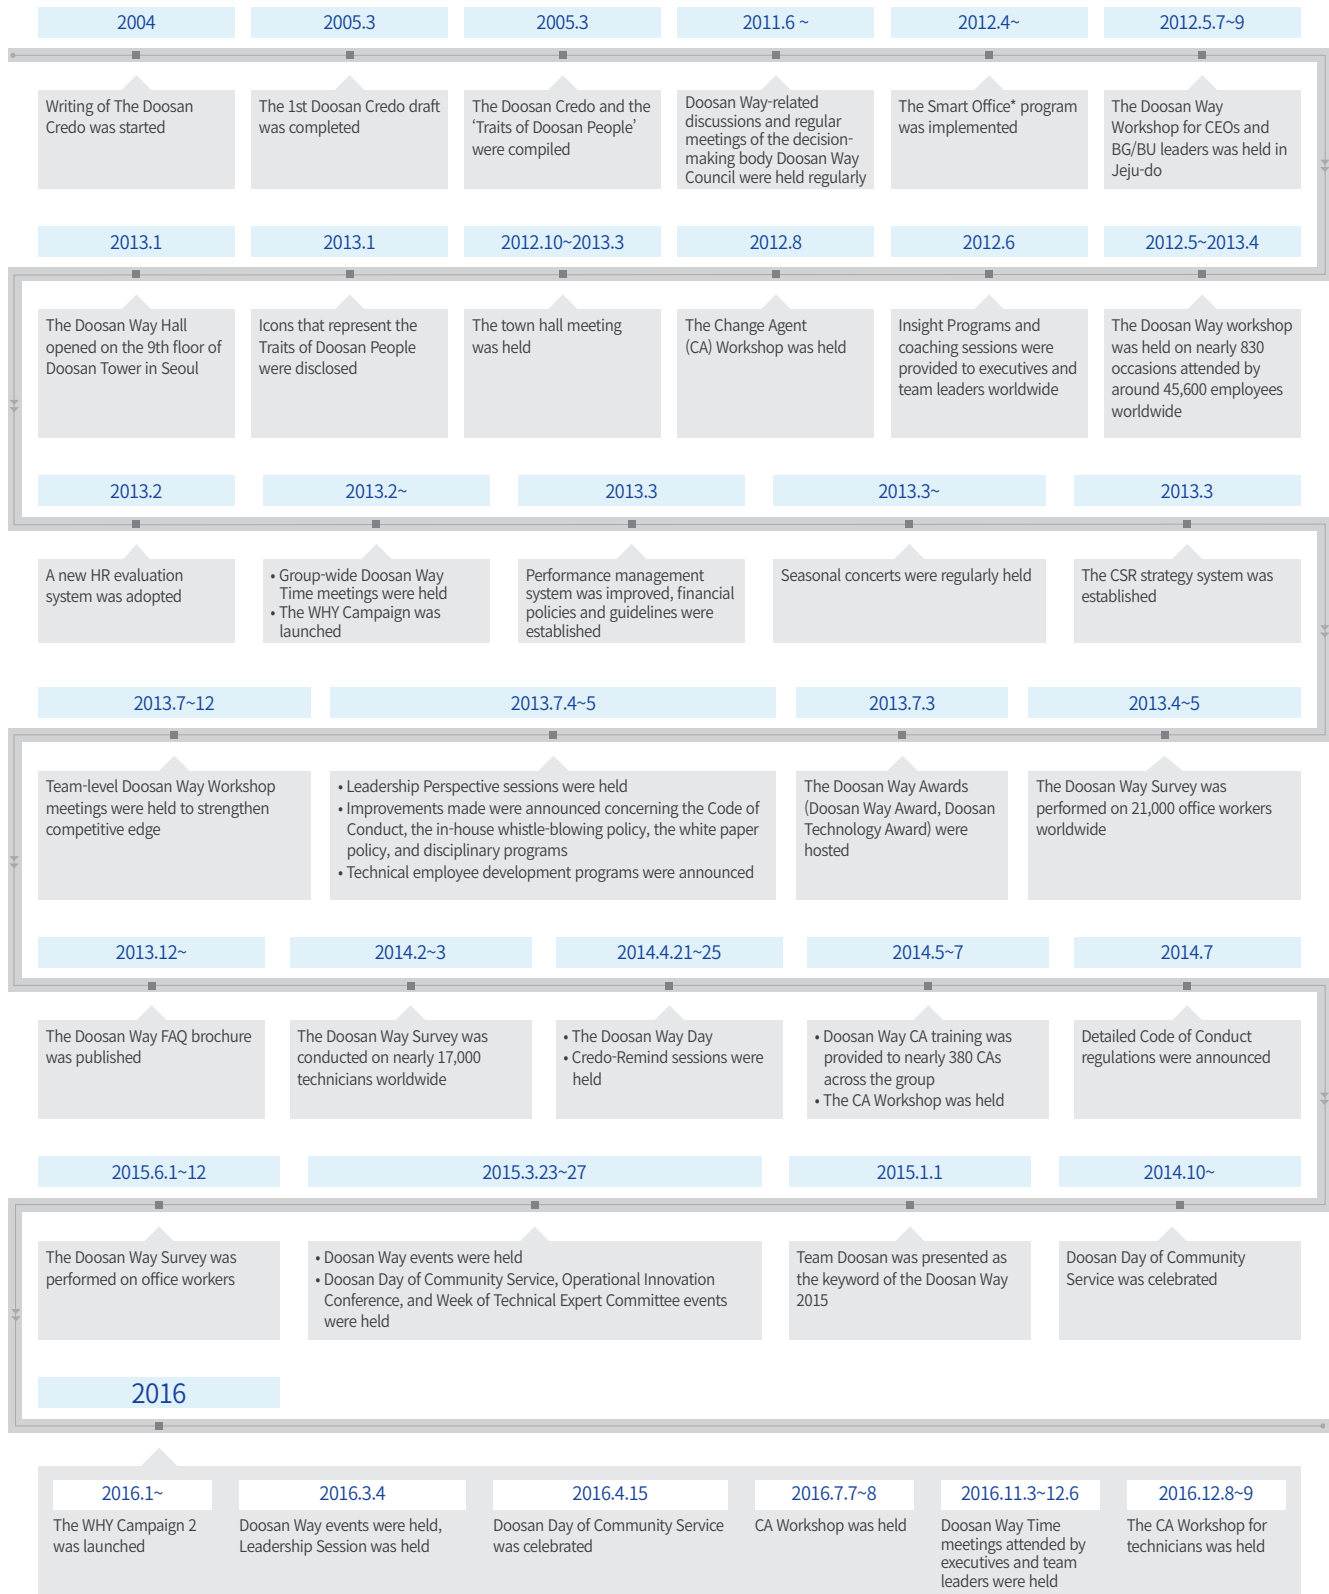 2004
Writing of The Doosan
Credo was started
2005.3
The 1st Doosan Credo draft
was completed
2005.3
The Doosan Credo and the
‘Traits of Doosan People’
were compiled
2011.6 ~
Doosan Way-related
discussions and regular
meetings of the decision-
making body Doosan Way
Council were held regularly
2012.4~
The Smart Office* program
was implemented
2012.5.7~9
The Doosan Way
Workshop for CEOs and
BG/BU leaders was held in
Jeju-do
2013.1
The Doosan Way Hall
opened on the 9th floor of
Doosan Tower in Seoul
2013.1
Icons that represent the
Traits of Doosan People
were disclosed
2012.10~2013.3
The town hall meeting
was held
2012.8
The Change Agent
(CA) Workshop was held
2012.6
Insight Programs and
coaching sessions were
provided to executives and
team leaders worldwide
2012.5~2013.4
The Doosan Way workshop
was held on nearly 830
occasions attended by
around 45,600 employees
worldwide
2013.2
A new HR evaluation
system was adopted
2013.2~
• Group-wide Doosan Way
Time meetings were held
• The WHY Campaign was
launched
2013.3
Performance management
system was improved, financial
policies and guidelines were
established
2013.3~
Seasonal concerts were regularly held
2013.3
The CSR strategy system was
established
2013.7~12
Team-level Doosan Way Workshop
meetings were held to strengthen
competitive edge
2013.7.4~5
• Leadership Perspective sessions were held
• Improvements made were announced concerning the Code of
Conduct, the in-house whistle-blowing policy, the white paper
policy, and disciplinary programs
• Technical employee development programs were announced
2013.7.3
The Doosan Way Awards
(Doosan Way Award, Doosan
Technology Award) were
hosted
2013.4~5
The Doosan Way Survey was
performed on 21,000 office workers
worldwide
2013.12~
The Doosan Way FAQ brochure
was published
2014.2~3
The Doosan Way Survey was
conducted on nearly 17,000
technicians worldwide
2014.4.21~25
• The Doosan Way Day
• Credo-Remind sessions were
held
2014.5~7
• Doosan Way CA training was
provided to nearly 380 CAs
across the group
• The CA Workshop was held
2014.7
Detailed Code of Conduct
regulations were announced
2015.6.1~12
The Doosan Way Survey was
performed on office workers
2015.3.23~27
• Doosan Way events were held
• Doosan Day of Community Service, Operational Innovation
Conference, and Week of Technical Expert Committee events
were held
2015.1.1
Team Doosan was presented as
the keyword of the Doosan Way
2015
2014.10~
Doosan Day of Community
Service was celebrated
2016
2016.1~
The WHY Campaign 2
was launched
2016.3.4
Doosan Way events were held,
Leadership Session was held
2016.4.15
Doosan Day of Community Service
was celebrated
2016.7.7~8
CA Workshop was held
2016.11.3~12.6
Doosan Way Time
meetings attended by
executives and team
leaders were held
2016.12.8~9
The CA Workshop for
technicians was held